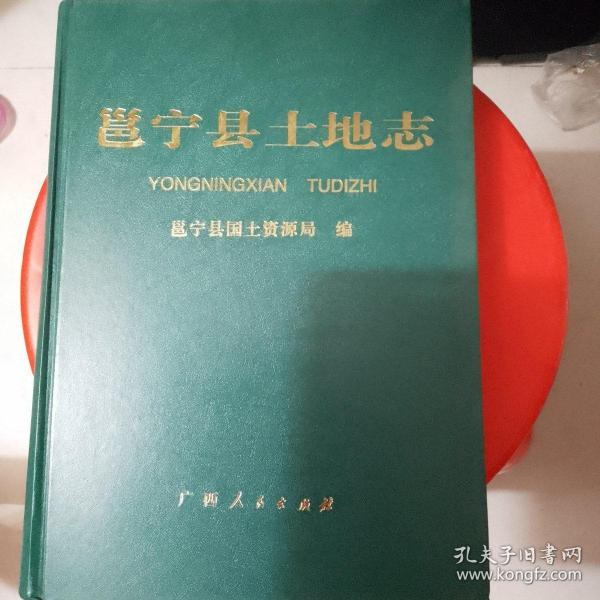 邕宁县土地志
YONGNINGXIAN TUDIZHI
邕宁县国土资源局 编
广西人民出版社
孔夫子旧书网
www.kongfz.com